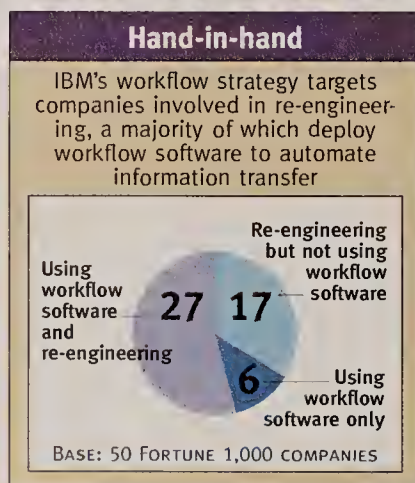 Hand-in-hand
IBM's workflow strategy targets
companies involved in re-engineer-
ing, a majority of which deploy
workflow software to automate
information transfer
Using
workflow
software
and
re-engineering
27
17
Re-engineering
but not using
workflow
software
6
Using
workflow
software only
BASE: 50 FORTUNE 1,000 COMPANIES